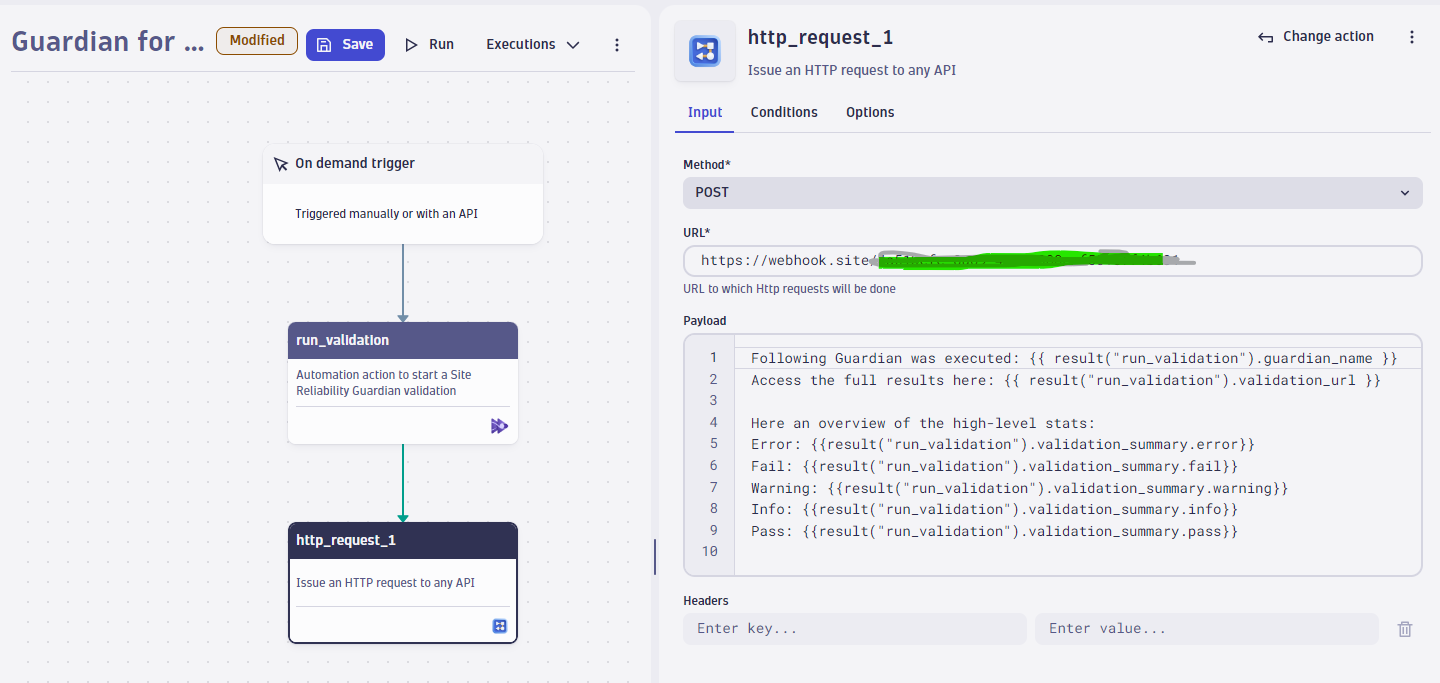 Guardian for ...
Modified
Save
Run
Executions
On demand trigger
Triggered manually or with an API
run_validation
Automation action to start a Site
Reliability Guardian validation
http_request_1
Issue an HTTP request to any API
http_request_1
Issue an HTTP request to any API
Change action
Input
Conditions
Options
Method*
POST
URL*
https://webhook.site/
URL to which Http requests will be done
Payload
1 Following Guardian was executed: {{ result("run_validation").guardian_name }}
2 Access the full results here: {{ result("run_validation").validation_url }}
3
4 Here an overview of the high-level stats:
5 Error: {{result("run_validation").validation_summary.error}}
6 Fail: {{result("run_validation").validation_summary.fail}}
7 Warning: {{result("run_validation").validation_summary.warning}}
8 Info: {{result("run_validation").validation_summary.info}}
9 Pass: {{result("run_validation").validation_summary.pass}}
10
Headers
Enter key...
Enter value...